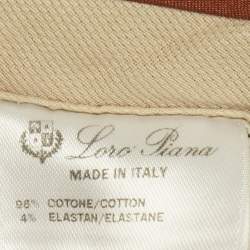 Loro Piana
MADE IN ITALY
96% COTONE/COTTON
4% ELASTAN/ELASTANE